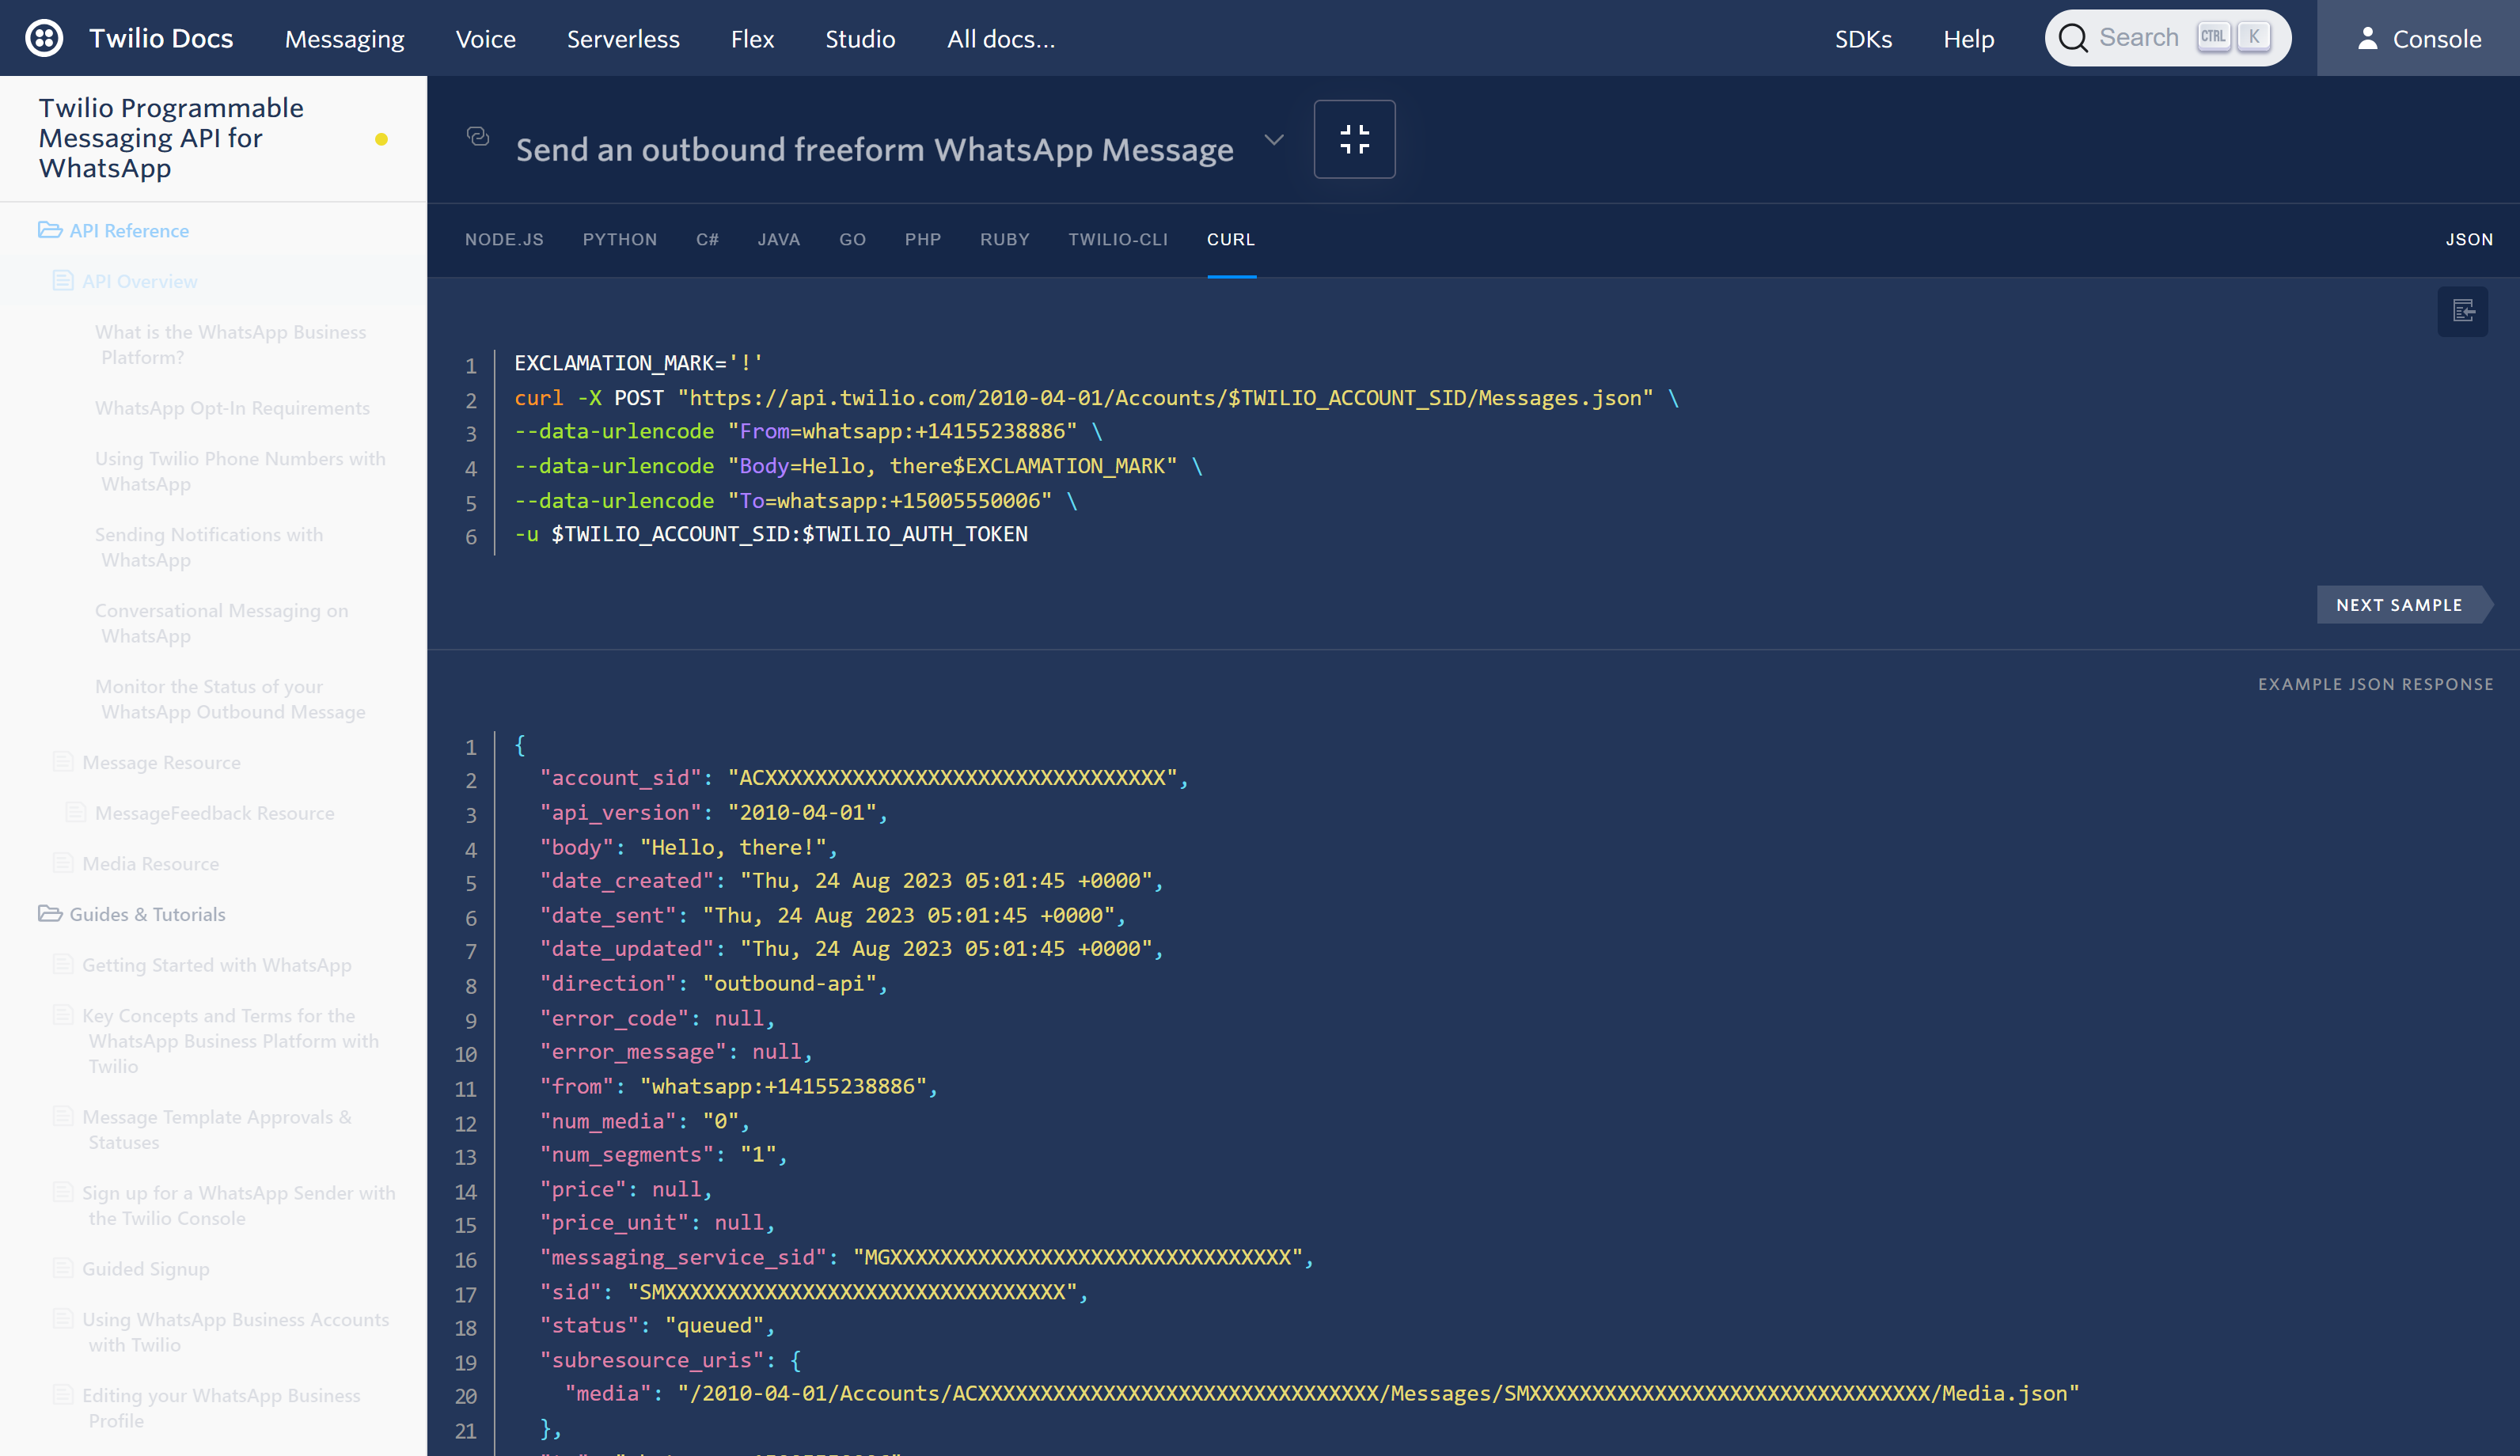 Twilio Docs Messaging Voice Serverless Flex Studio All docs... SDKs Help Search CTRL K Console
Twilio Programmable
Messaging API for
WhatsApp
API Reference
API Overview
What is the WhatsApp Business
Platform?
WhatsApp Opt-In Requirements
Using Twilio Phone Numbers with
WhatsApp
Sending Notifications with
WhatsApp
Conversational Messaging on
WhatsApp
Monitor the Status of your
WhatsApp Outbound Message
Message Resource
MessageFeedback Resource
Media Resource
Guides & Tutorials
Getting Started with WhatsApp
Key Concepts and Terms for the
WhatsApp Business Platform with
Twilio
Message Template Approvals &
Statuses
Sign up for a WhatsApp Sender with
the Twilio Console
Guided Signup
Using WhatsApp Business Accounts
with Twilio
Editing your WhatsApp Business
Profile
Send an outbound freeform WhatsApp Message
NODE.JS PYTHON C# JAVA GO PHP RUBY TWILIO-CLI CURL JSON
1 EXCLAMATION_MARK='!'
2 curl -X POST "https://api.twilio.com/2010-04-01/Accounts/$TWILIO_ACCOUNT_SID/Messages.json" \
3 --data-urlencode "From=whatsapp:+14155238886" \
4 --data-urlencode "Body=Hello, there$EXCLAMATION_MARK" \
5 --data-urlencode "To=whatsapp:+15005550006" \
6 -u $TWILIO_ACCOUNT_SID:$TWILIO_AUTH_TOKEN
NEXT SAMPLE
EXAMPLE JSON RESPONSE
1 {
2 "account_sid": "ACXXXXXXXXXXXXXXXXXXXXXXXXXXXXXXXX",
3 "api_version": "2010-04-01",
4 "body": "Hello, there!",
5 "date_created": "Thu, 24 Aug 2023 05:01:45 +0000",
6 "date_sent": "Thu, 24 Aug 2023 05:01:45 +0000",
7 "date_updated": "Thu, 24 Aug 2023 05:01:45 +0000",
8 "direction": "outbound-api",
9 "error_code": null,
10 "error_message": null,
11 "from": "whatsapp:+14155238886",
12 "num_media": "0",
13 "num_segments": "1",
14 "price": null,
15 "price_unit": null,
16 "messaging_service_sid": "MGXXXXXXXXXXXXXXXXXXXXXXXXXXXXXXXX",
17 "sid": "SMXXXXXXXXXXXXXXXXXXXXXXXXXXXXXXXX",
18 "status": "queued",
19 "subresource_uris": {
20 "media": "/2010-04-01/Accounts/ACXXXXXXXXXXXXXXXXXXXXXXXXXXXXXXXX/Messages/SMXXXXXXXXXXXXXXXXXXXXXXXXXXXXXXXX/Media.json"
21 },